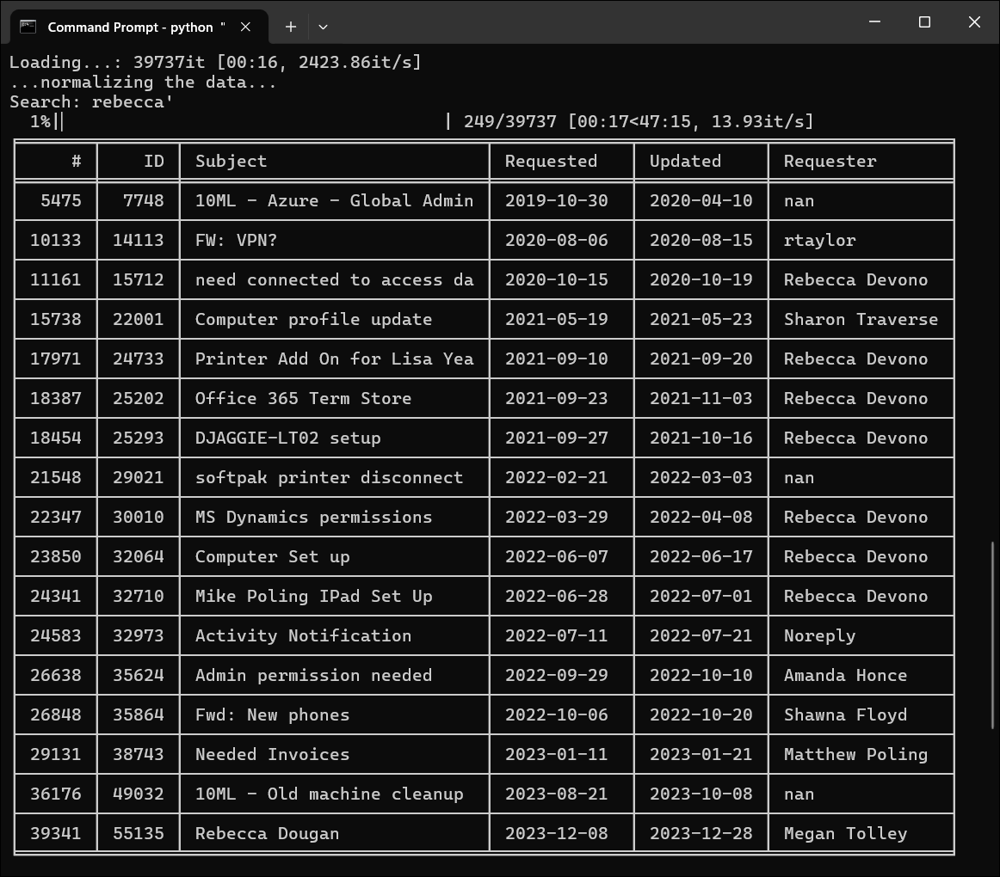 Command Prompt - python "
Loading...: 39737it [00:16, 2423.86it/s]
...normalizing the data...
Search: rebecca'
1%|| | 249/39737 [00:17<47:15, 13.93it/s]
# ID Subject Requested Updated Requester
5475 7748 10ML - Azure - Global Admin 2019-10-30 2020-04-10 nan
10133 14113 FW: VPN? 2020-08-06 2020-08-15 rtaylor
11161 15712 need connected to access da 2020-10-15 2020-10-19 Rebecca Devono
15738 22001 Computer profile update 2021-05-19 2021-05-23 Sharon Traverse
17971 24733 Printer Add On for Lisa Yea 2021-09-10 2021-09-20 Rebecca Devono
18387 25202 Office 365 Term Store 2021-09-23 2021-11-03 Rebecca Devono
18454 25293 DJAGGIE-LT02 setup 2021-09-27 2021-10-16 Rebecca Devono
21548 29021 softpak printer disconnect 2022-02-21 2022-03-03 nan
22347 30010 MS Dynamics permissions 2022-03-29 2022-04-08 Rebecca Devono
23850 32064 Computer Set up 2022-06-07 2022-06-17 Rebecca Devono
24341 32710 Mike Poling IPad Set Up 2022-06-28 2022-07-01 Rebecca Devono
24583 32973 Activity Notification 2022-07-11 2022-07-21 Noreply
26638 35624 Admin permission needed 2022-09-29 2022-10-10 Amanda Honce
26848 35864 Fwd: New phones 2022-10-06 2022-10-20 Shawna Floyd
29131 38743 Needed Invoices 2023-01-11 2023-01-21 Matthew Poling
36176 49032 10ML - Old machine cleanup 2023-08-21 2023-10-08 nan
39341 55135 Rebecca Dougan 2023-12-08 2023-12-28 Megan Tolley